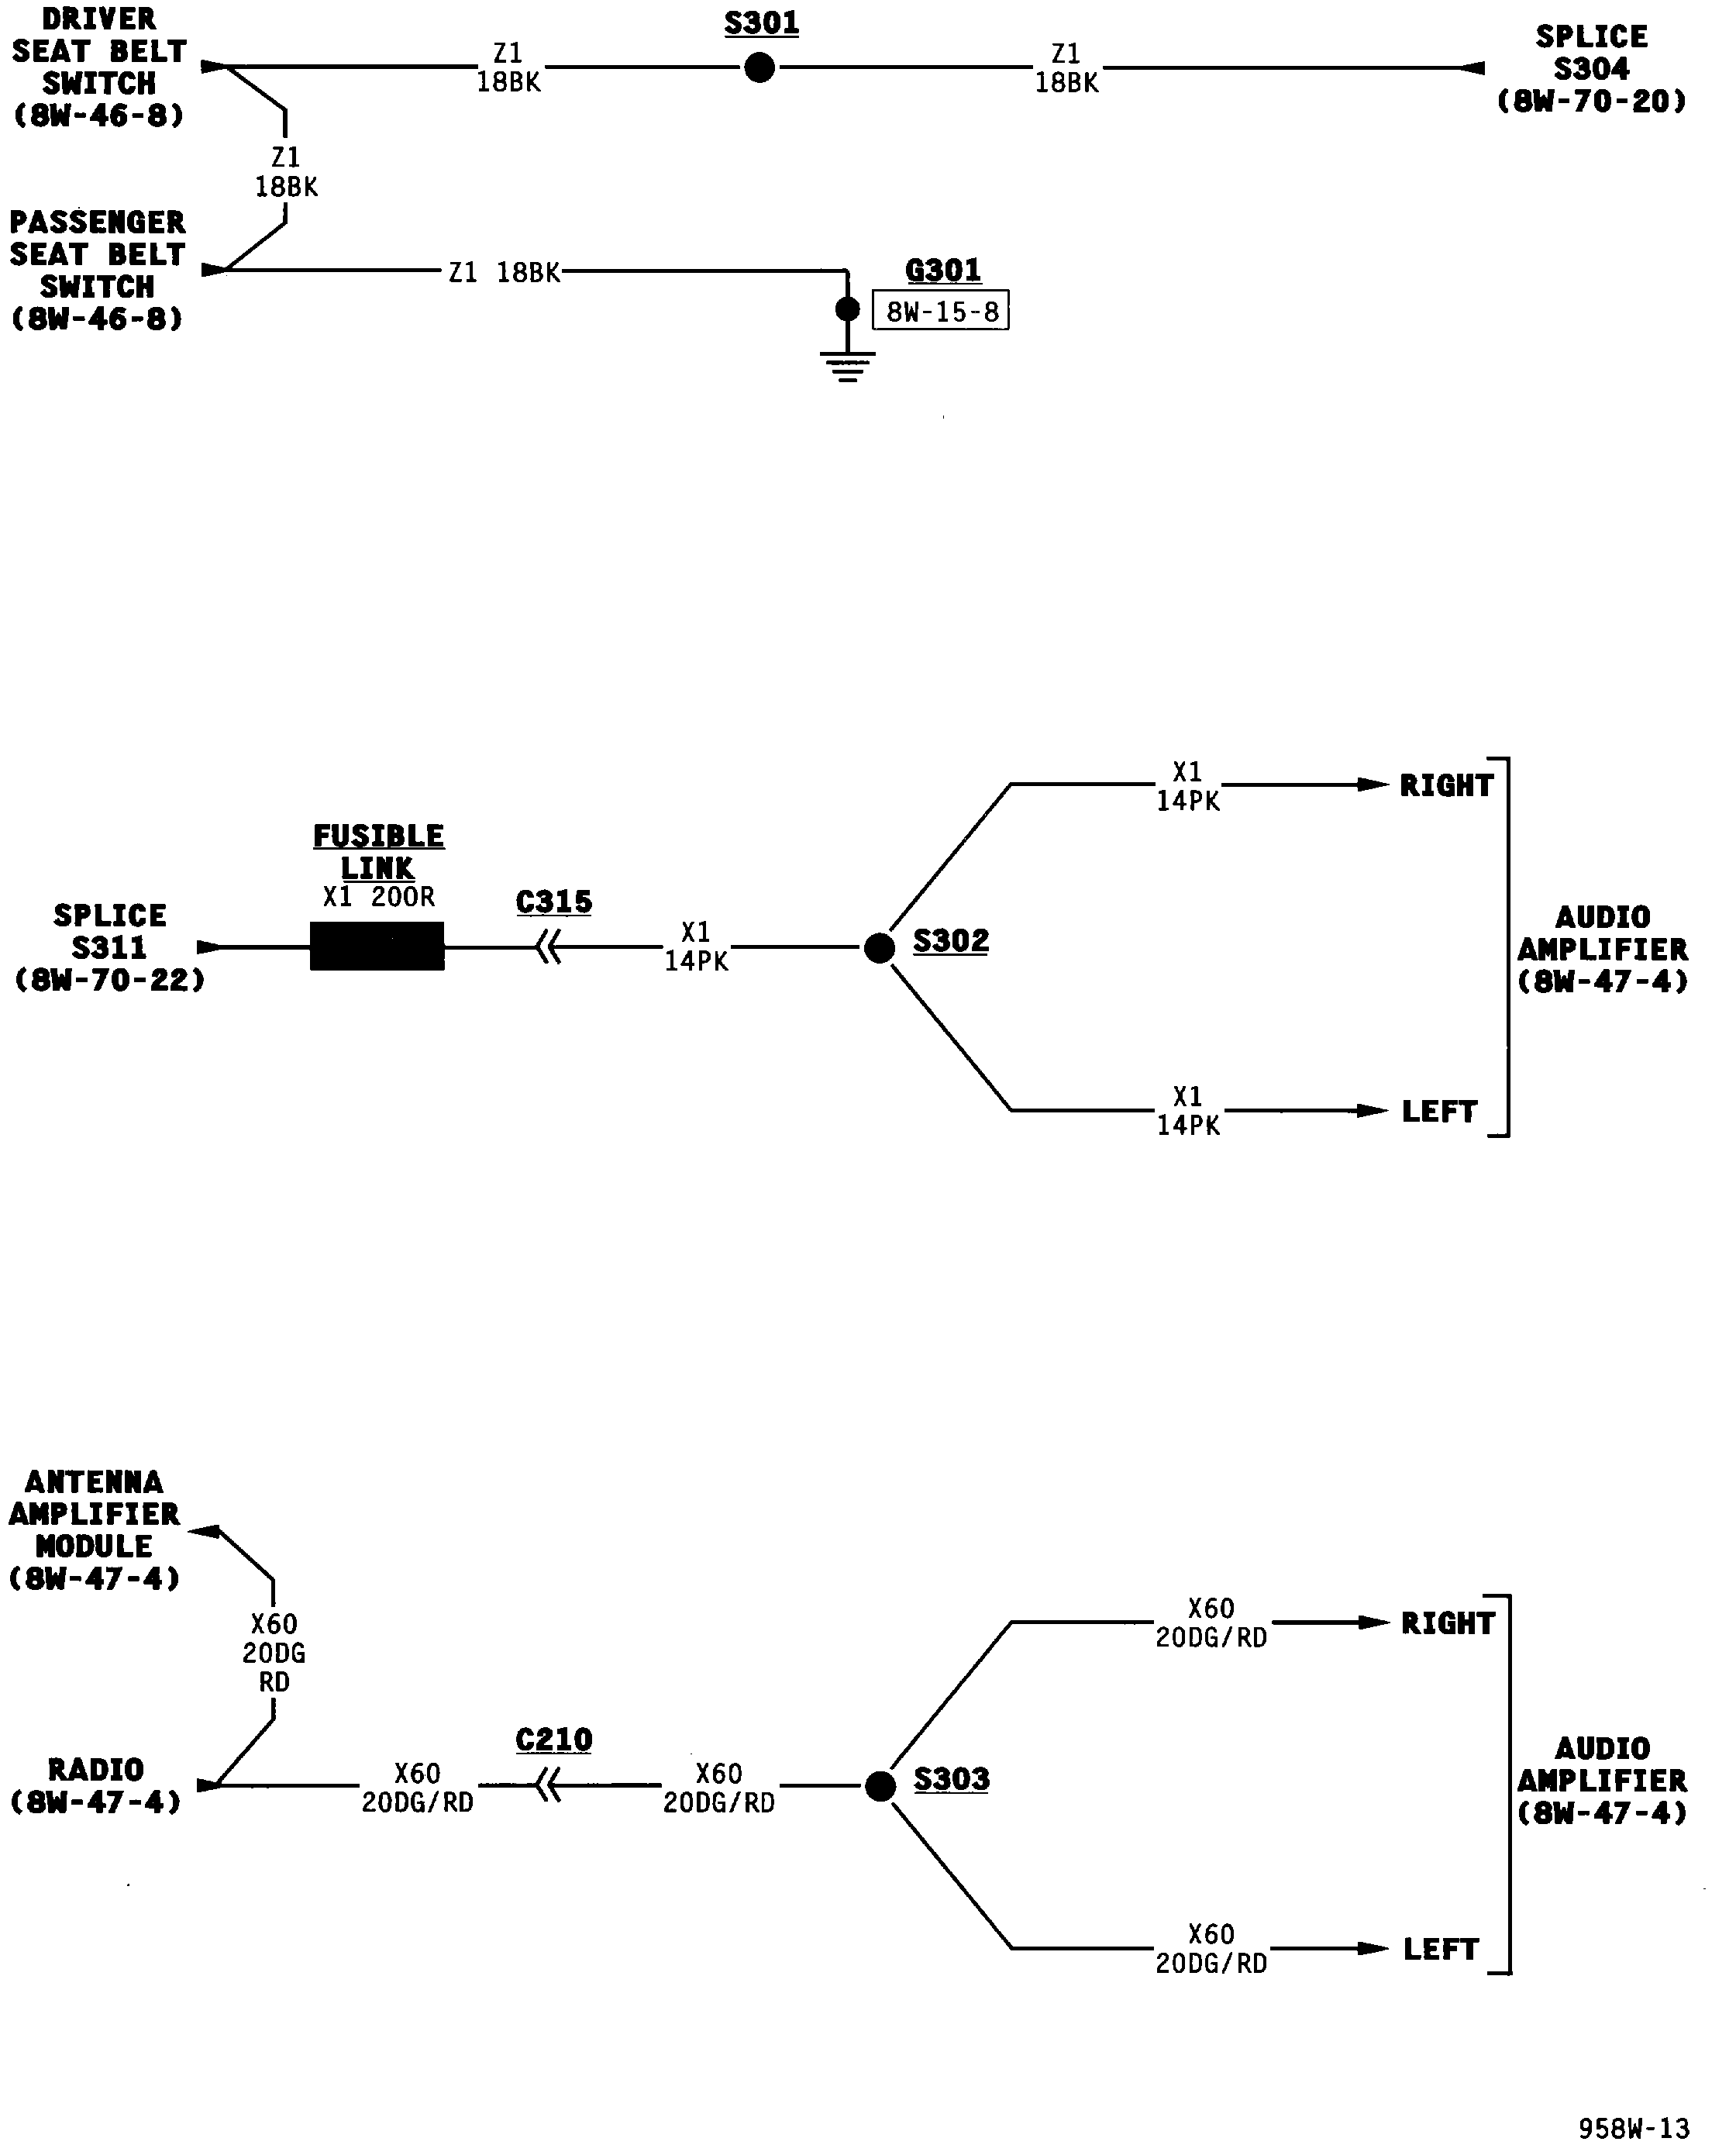 DRIVER
SEAT BELT
SWITCH
(8W-46-8)
Z1
18BK
S301
Z1
18BK
SPLICE
S304
(8W-70-20)
Z1
18BK
PASSENGER
SEAT BELT
SWITCH
(8W-46-8)
Z1 18BK
G301
8W-15-8
SPLICE
S311
(8W-70-22)
FUSIBLE
LINK
X1 20OR
C315
X1
14PK
S302
X1
14PK
RIGHT
X1
14PK
LEFT
AUDIO
AMPLIFIER
(8W-47-4)
ANTENNA
AMPLIFIER
MODULE
(8W-47-4)
X60
20DG
RD
RADIO
(8W-47-4)
X60
20DG/RD
C210
X60
20DG/RD
S303
X60
20DG/RD
RIGHT
X60
20DG/RD
LEFT
AUDIO
AMPLIFIER
(8W-47-4)
958W-13